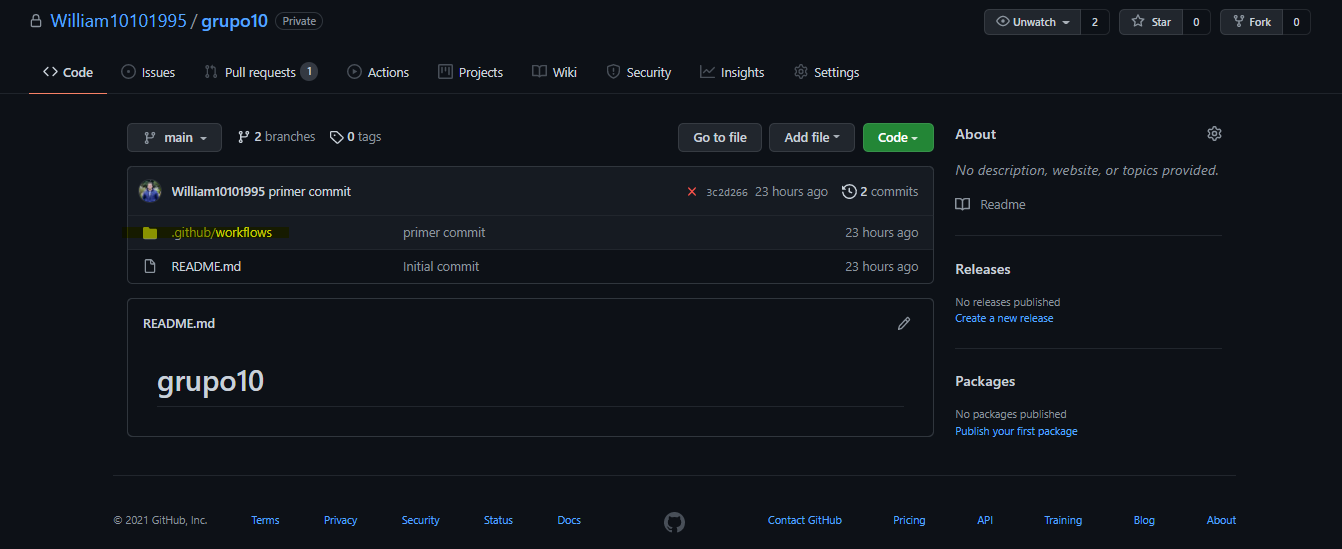 William10101995 / grupo10 Private
Unwatch 2 Star 0 Fork 0
Code Issues Pull requests 1 Actions Projects Wiki Security Insights Settings
main 2 branches 0 tags Go to file Add file Code
William10101995 primer commit 3c2d266 23 hours ago 2 commits
.github/workflows primer commit 23 hours ago
README.md Initial commit 23 hours ago
README.md
grupo10
About
No description, website, or topics provided.
Readme
Releases
No releases published
Create a new release
Packages
No packages published
Publish your first package
© 2021 GitHub, Inc. Terms Privacy Security Status Docs Contact GitHub Pricing API Training Blog About